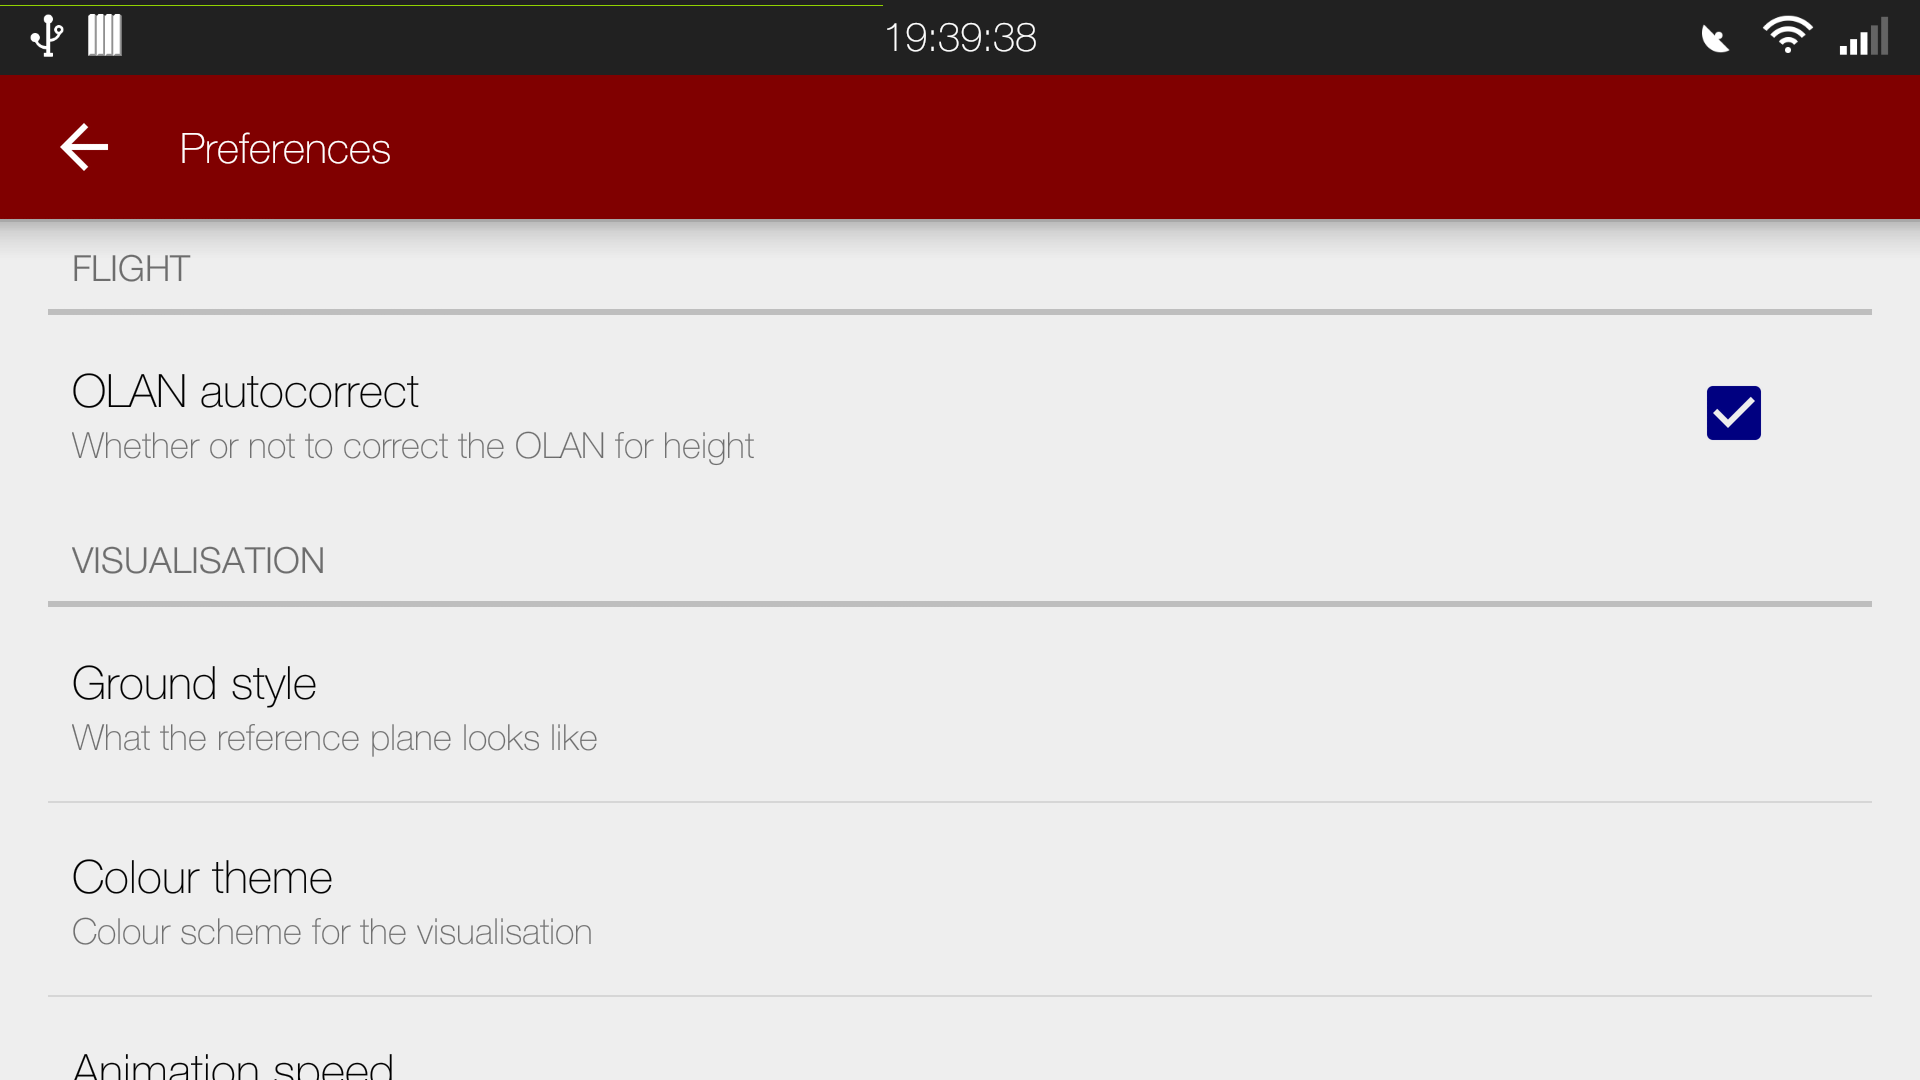 19:39:38
Preferences
FLIGHT
OLAN autocorrect
Whether or not to correct the OLAN for height
VISUALISATION
Ground style
What the reference plane looks like
Colour theme
Colour scheme for the visualisation
Animation speed